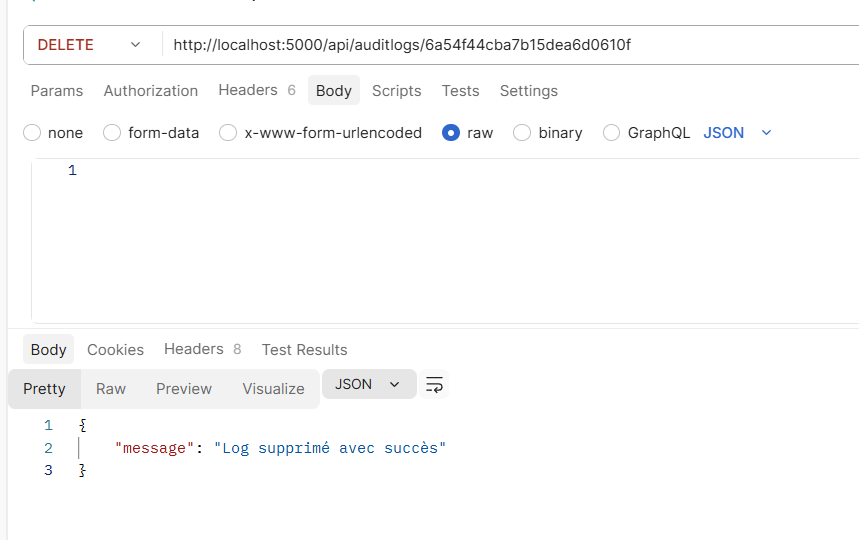 DELETE http://localhost:5000/api/auditlogs/6a54f44cba7b15dea6d0610f
Params Authorization Headers 6 Body Scripts Tests Settings
none form-data x-www-form-urlencoded raw binary GraphQL JSON
1
Body Cookies Headers 8 Test Results
Pretty Raw Preview Visualize JSON
1 {
2 "message": "Log supprimé avec succès"
3 }